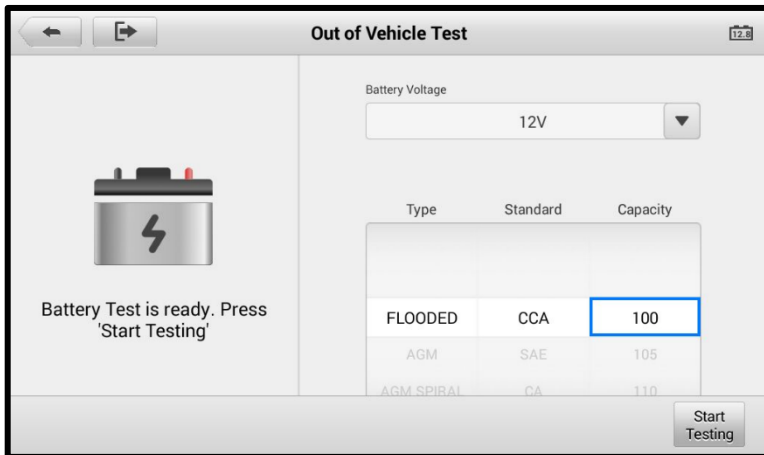 Out of Vehicle Test
12.8
Battery Voltage
12V
Type Standard Capacity
FLOODED CCA 100
AGM SAE 105
AGM SPIRAL CA 110
Battery Test is ready. Press
'Start Testing'
Start
Testing